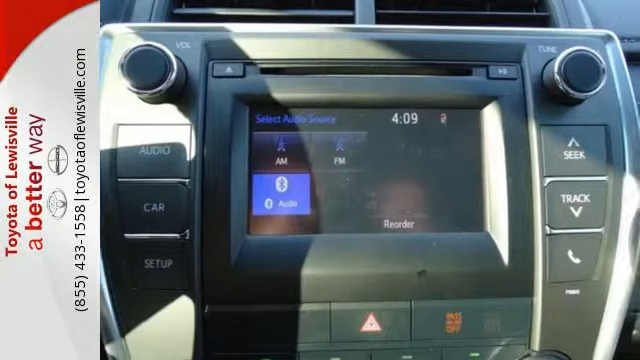 Toyota of Lewisville
a better way
(855) 433-1558 | toyotaoflewisville.com
VOL
TUNE
Select Audio Source
4:09
AM
FM
Audio
Reorder
AUDIO
CAR
SETUP
SEEK
TRACK
PASS
OFF